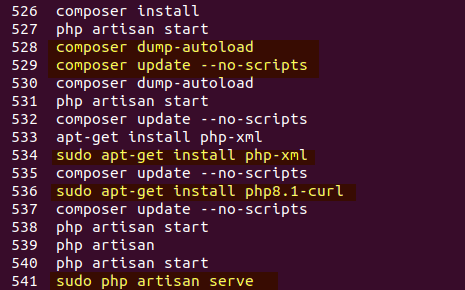 526 composer install
527 php artisan start
528 composer dump-autoload
529 composer update --no-scripts
530 composer dump-autoload
531 php artisan start
532 composer update --no-scripts
533 apt-get install php-xml
534 sudo apt-get install php-xml
535 composer update --no-scripts
536 sudo apt-get install php8.1-curl
537 composer update --no-scripts
538 php artisan start
539 php artisan
540 php artisan start
541 sudo php artisan serve